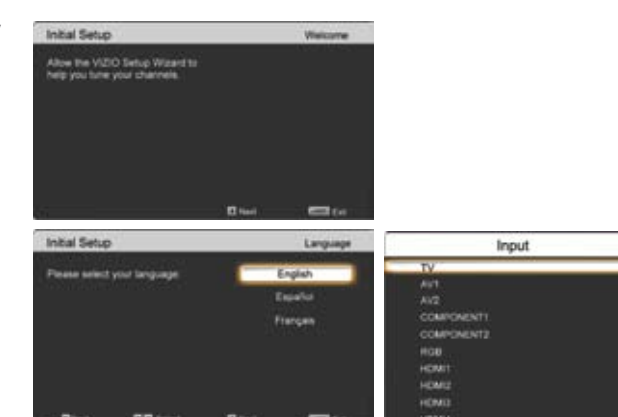 Initial Setup Welcome
Allow the VIZIO Setup Wizard to
help you tune your channels.
Next Exit
Initial Setup Language
Please select your language:
English
Español
Français
Input
TV
AV1
AV2
COMPONENT1
COMPONENT2
RGB
HDMI1
HDMI2
HDMI3